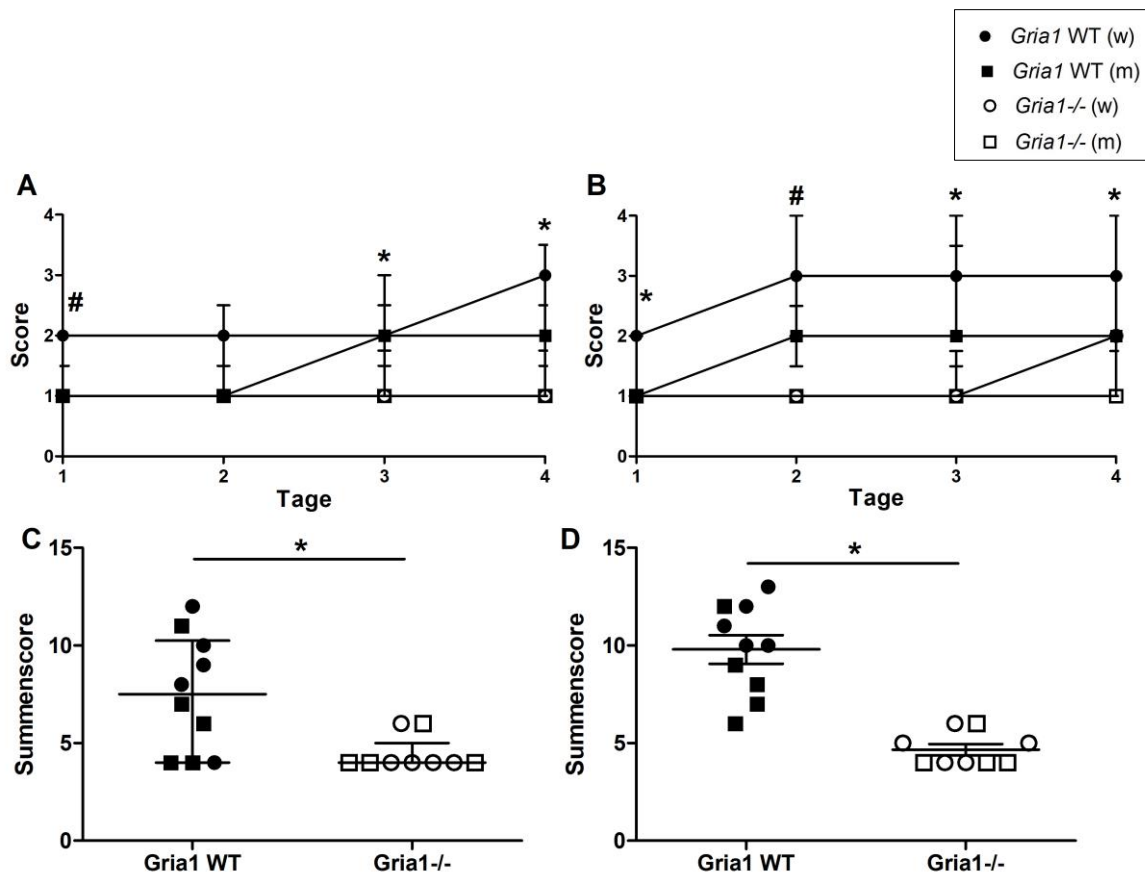 Gria1 WT (w)
Gria1 WT (m)
Gria1-/- (w)
Gria1-/- (m)
A
Score
4
3
2
1
0
#
*
*
1 2 3 4
Tage
B
Score
4
3
2
1
0
*
#
*
*
1 2 3 4
Tage
C
Summenscore
15
10
5
0
*
Gria1 WT Gria1-/-
D
Summenscore
15
10
5
0
*
Gria1 WT Gria1-/-